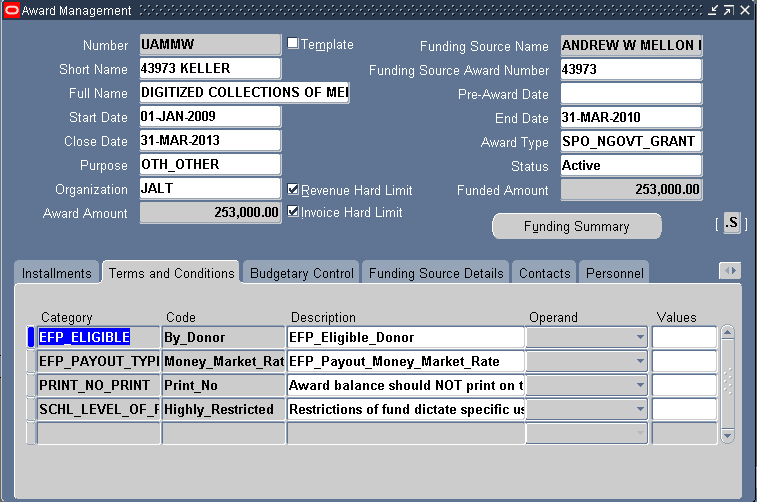 Award Management
Number UAMMW Template Funding Source Name ANDREW W MELLON
Short Name 43973 KELLER Funding Source Award Number 43973
Full Name DIGITIZED COLLECTIONS OF Pre-Award Date
Start Date 01-JAN-2009 End Date 31-MAR-2010
Close Date 31-MAR-2013 Award Type SPO_NGOVT_GRANT
Purpose OTH_OTHER Status Active
Organization JALT Revenue Hard Limit Funded Amount 253,000.00
Award Amount 253,000.00 Invoice Hard Limit
Funding Summary [ .S ]
Installments Terms and Conditions Budgetary Control Funding Source Details Contacts Personnel
Category Code Description Operand Values
EFP_ELIGIBLE By_Donor EFP_Eligible_Donor
EFP_PAYOUT_TYPI Money_Market_Rat EFP_Payout_Money_Market_Rate
PRINT_NO_PRINT Print_No Award balance should NOT print on t
SCHL_LEVEL_OF_F Highly_Restricted Restrictions of fund dictate specific us